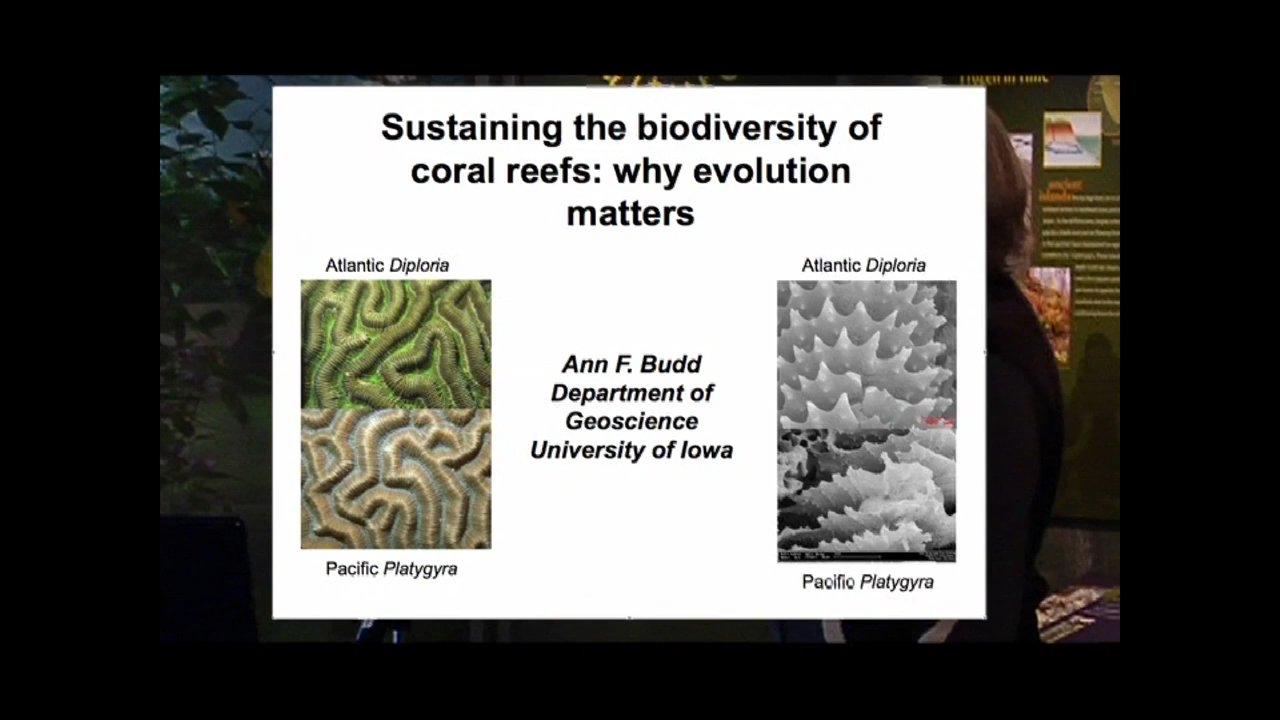 Sustaining the biodiversity of
coral reefs: why evolution
matters
Atlantic Diploria
Atlantic Diploria
Ann F. Budd
Department of
Geoscience
University of Iowa
Pacific Platygyra
Pacific Platygyra